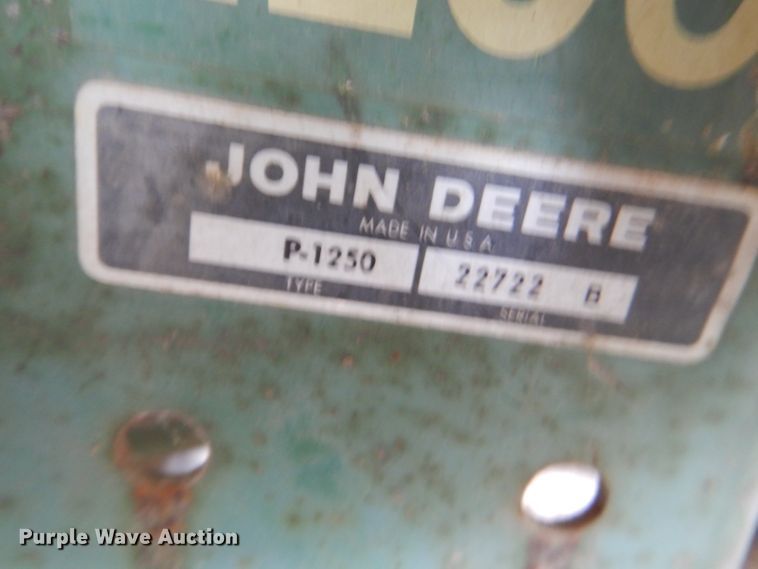 JOHN DEERE
MADE IN U S A
P-1250 22722 B
TYPE SERIAL
Purple Wave Auction